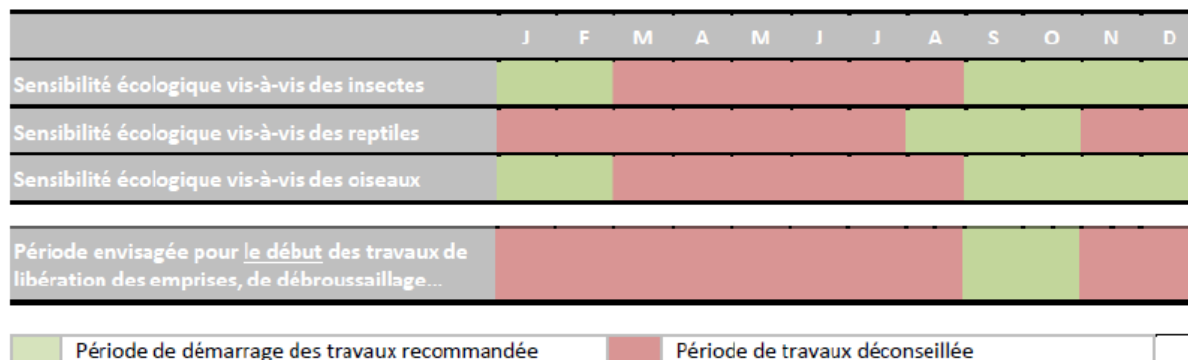 J F M A M J J A S O N D
Sensibilité écologique vis-à-vis des insectes
Sensibilité écologique vis-à-vis des reptiles
Sensibilité écologique vis-à-vis des oiseaux
Période envisagée pour le début des travaux de
libération des emprises, de débroussaillage...
Période de démarrage des travaux recommandée Période de travaux déconseillée